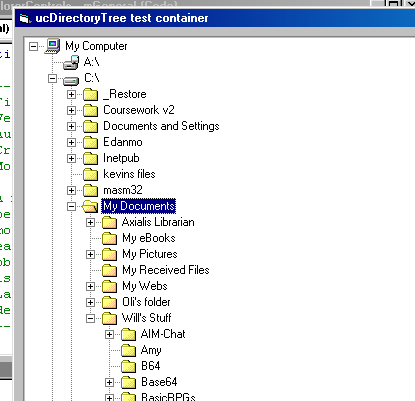 ucDirectoryTree test container
My Computer
A:\
C:\
_Restore
Coursework v2
Documents and Settings
Edanmo
Inetpub
kevins files
masm32
My Documents
Axialis Librarian
My eBooks
My Pictures
My Received Files
My Webs
Oli's folder
Will's Stuff
AIM-Chat
Amy
B64
Base64
BasicRPGs